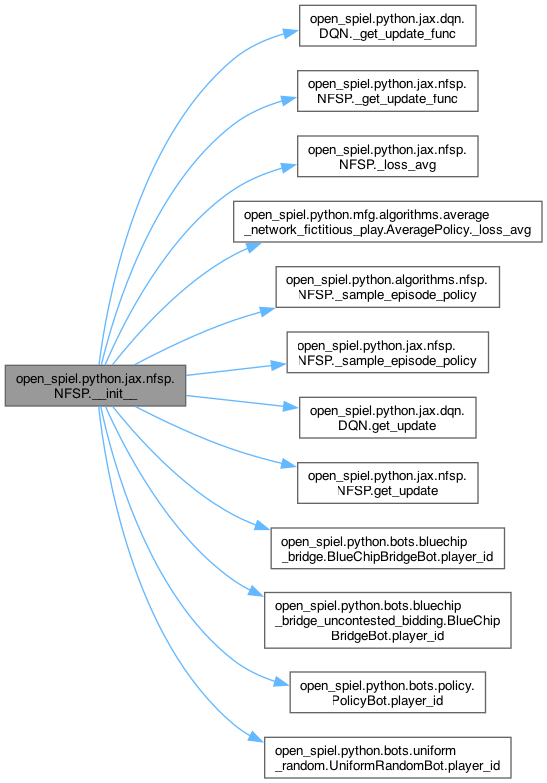 open_spiel.python.jax.dqn.
DQN._get_update_func
open_spiel.python.jax.nfsp.
NFSP._get_update_func
open_spiel.python.jax.nfsp.
NFSP._loss_avg
open_spiel.python.mfg.algorithms.average
_network_fictitious_play.AveragePolicy._loss_avg
open_spiel.python.algorithms.nfsp.
NFSP._sample_episode_policy
open_spiel.python.jax.nfsp.
NFSP._sample_episode_policy
open_spiel.python.jax.nfsp.
NFSP.__init__
open_spiel.python.jax.dqn.
DQN.get_update
open_spiel.python.jax.nfsp.
NFSP.get_update
open_spiel.python.bots.bluechip
_bridge.BlueChipBridgeBot.player_id
open_spiel.python.bots.bluechip
_bridge_uncontested_bidding.BlueChip
BridgeBot.player_id
open_spiel.python.bots.policy.
PolicyBot.player_id
open_spiel.python.bots.uniform
_random.UniformRandomBot.player_id